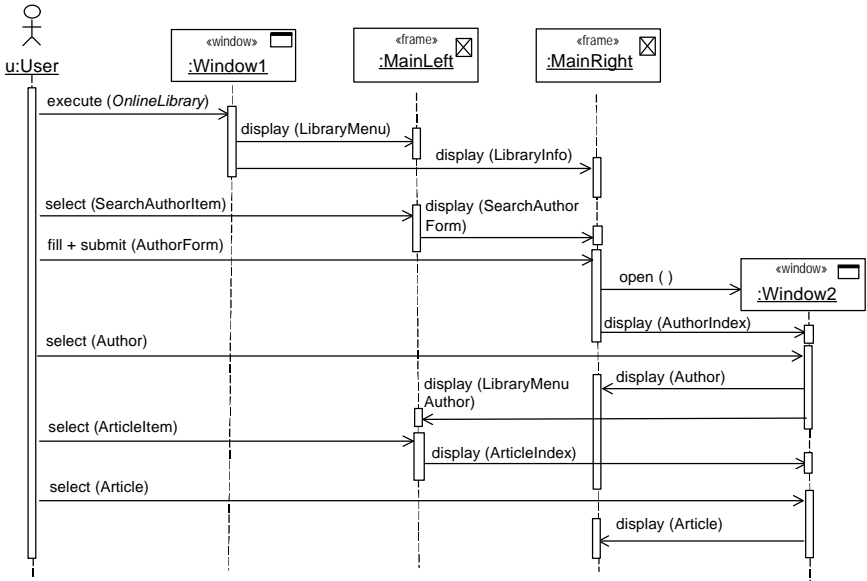 u:User
«window»
:Window1
«frame»
:MainLeft
«frame»
:MainRight
execute (OnlineLibrary)
display (LibraryMenu)
display (LibraryInfo)
select (SearchAuthorItem)
display (SearchAuthor
Form)
fill + submit (AuthorForm)
open ( )
«window»
:Window2
display (AuthorIndex)
select (Author)
display (Author)
display (LibraryMenu
Author)
select (ArticleItem)
display (ArticleIndex)
select (Article)
display (Article)